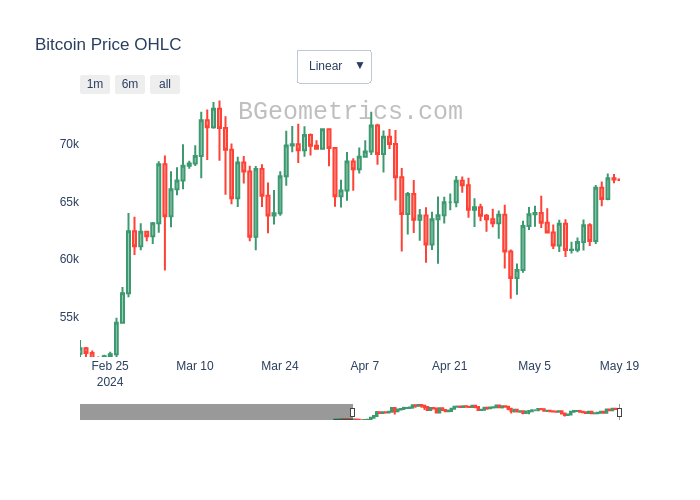 Bitcoin Price OHLC
Linear ▼
1m 6m all
BGeometrics.com
70k
65k
60k
55k
Feb 25 Mar 10 Mar 24 Apr 7 Apr 21 May 5 May 19
2024